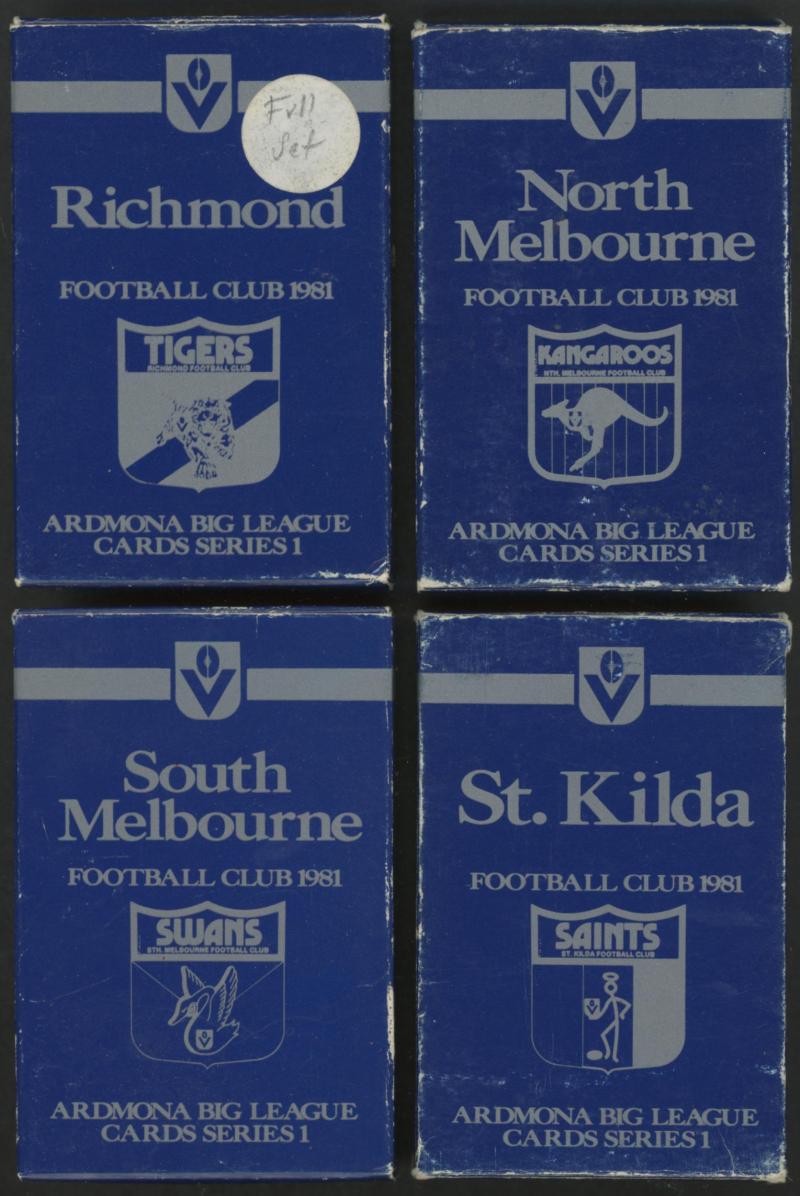 Full
Set
Richmond
FOOTBALL CLUB 1981
TIGERS
RICHMOND FOOTBALL CLUB
ARDMONA BIG LEAGUE
CARDS SERIES 1
North
Melbourne
FOOTBALL CLUB 1981
KANGAROOS
NTH. MELBOURNE FOOTBALL CLUB
ARDMONA BIG LEAGUE
CARDS SERIES 1
South
Melbourne
FOOTBALL CLUB 1981
SWANS
STH. MELBOURNE FOOTBALL CLUB
ARDMONA BIG LEAGUE
CARDS SERIES 1
St. Kilda
FOOTBALL CLUB 1981
SAINTS
ST. KILDA FOOTBALL CLUB
ARDMONA BIG LEAGUE
CARDS SERIES 1